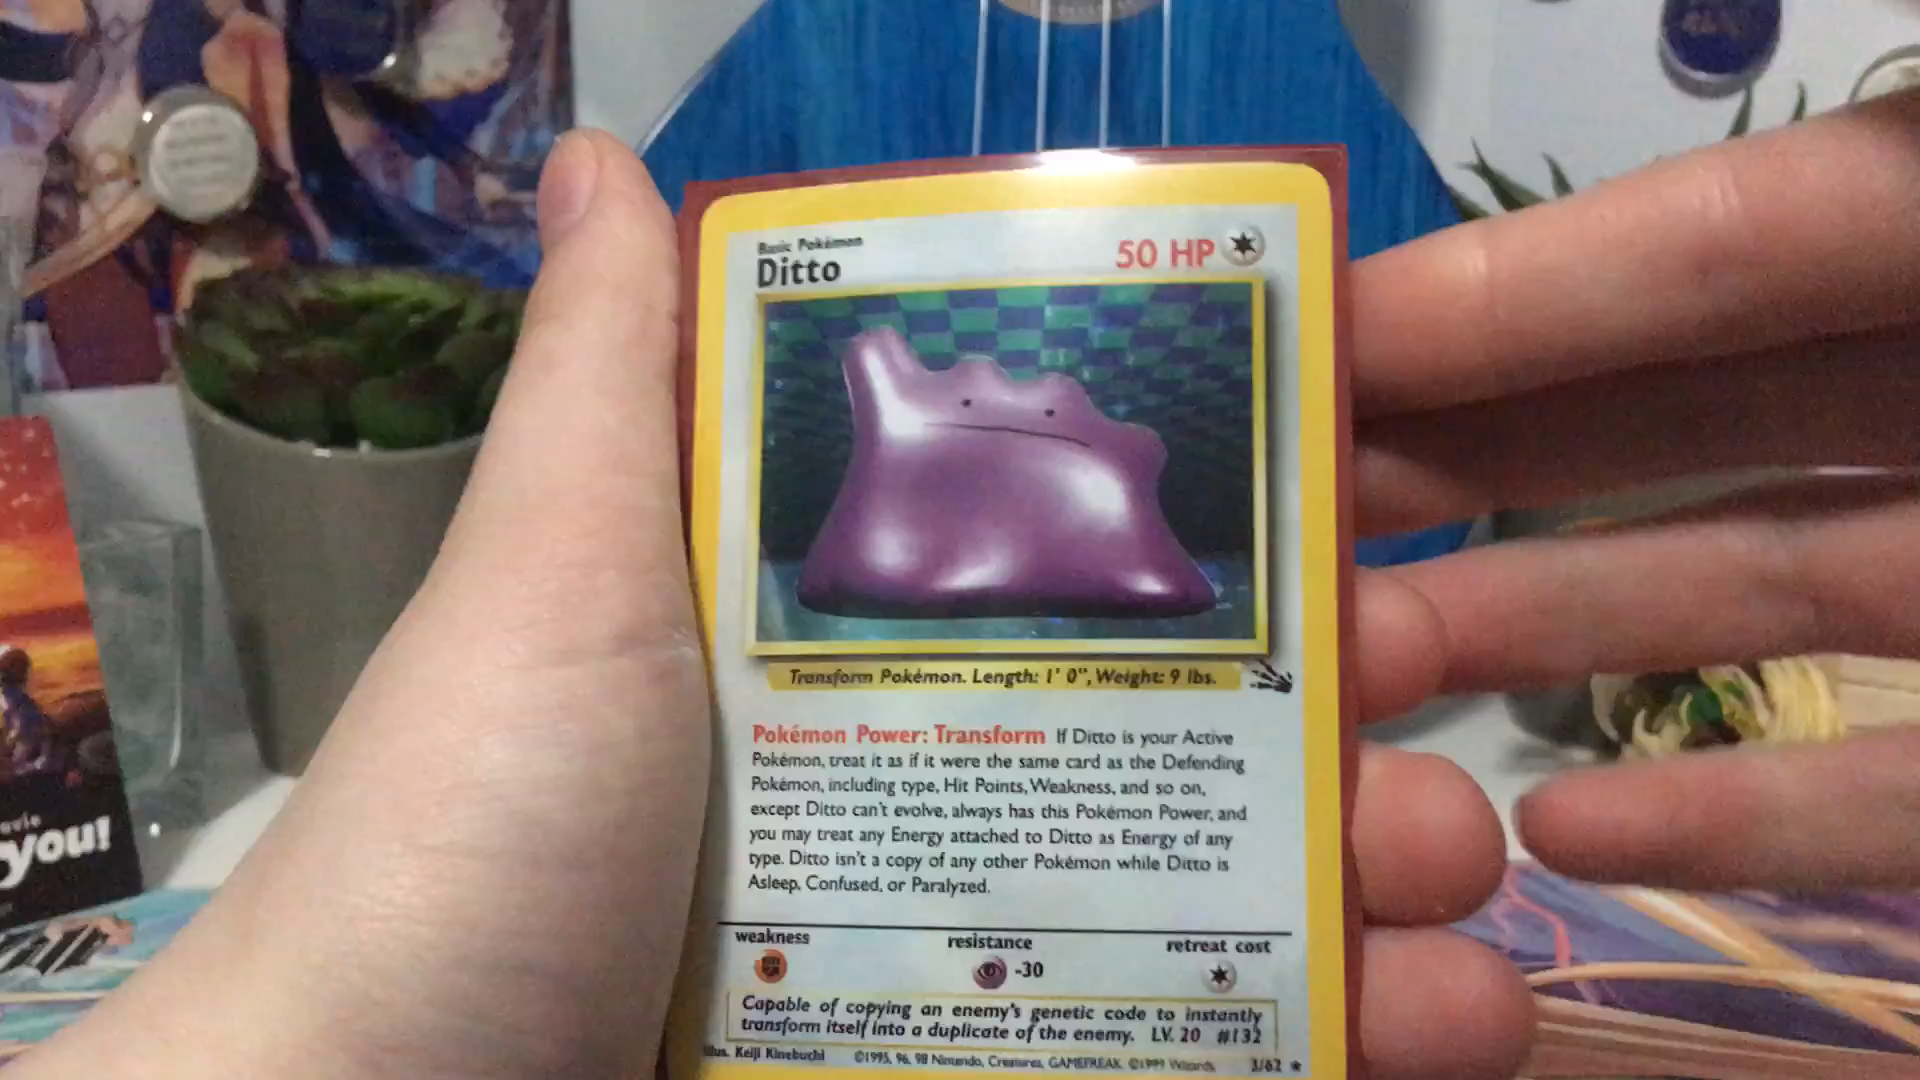 Basic Pokémon
Ditto
50 HP
Transform Pokémon. Length: 1' 0", Weight: 9 lbs.
Pokémon Power: Transform If Ditto is your Active
Pokémon, treat it as if it were the same card as the Defending
Pokémon, including type, Hit Points, Weakness, and so on,
except Ditto can't evolve, always has this Pokémon Power, and
you may treat any Energy attached to Ditto as Energy of any
type. Ditto isn't a copy of any other Pokémon while Ditto is
Asleep, Confused, or Paralyzed.
weakness resistance retreat cost
-30
Capable of copying an enemy's genetic code to instantly
transform itself into a duplicate of the enemy. LV. 20 #132
Illus. Keiji Kinebuchi ©1995, 96, 98 Nintendo, Creatures, GAMEFREAK. ©1999 Wizards. 3/62
you!